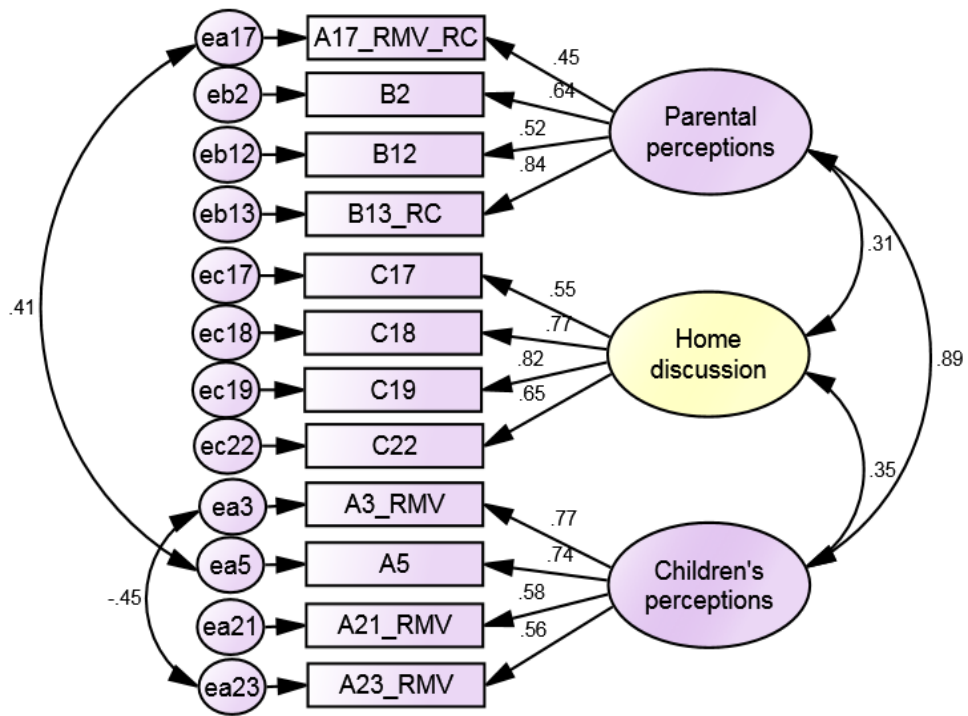 ea17
A17_RMV_RC
.45
eb2
B2
.64
Parental
perceptions
eb12
B12
.52
.84
eb13
B13_RC
.31
ec17
C17
.55
.41
ec18
C18
.77
Home
discussion
ec19
C19
.82
.89
.65
ec22
C22
.35
ea3
A3_RMV
.77
.74
ea5
A5
Children's
perceptions
.58
-.45
ea21
A21_RMV
.56
ea23
A23_RMV